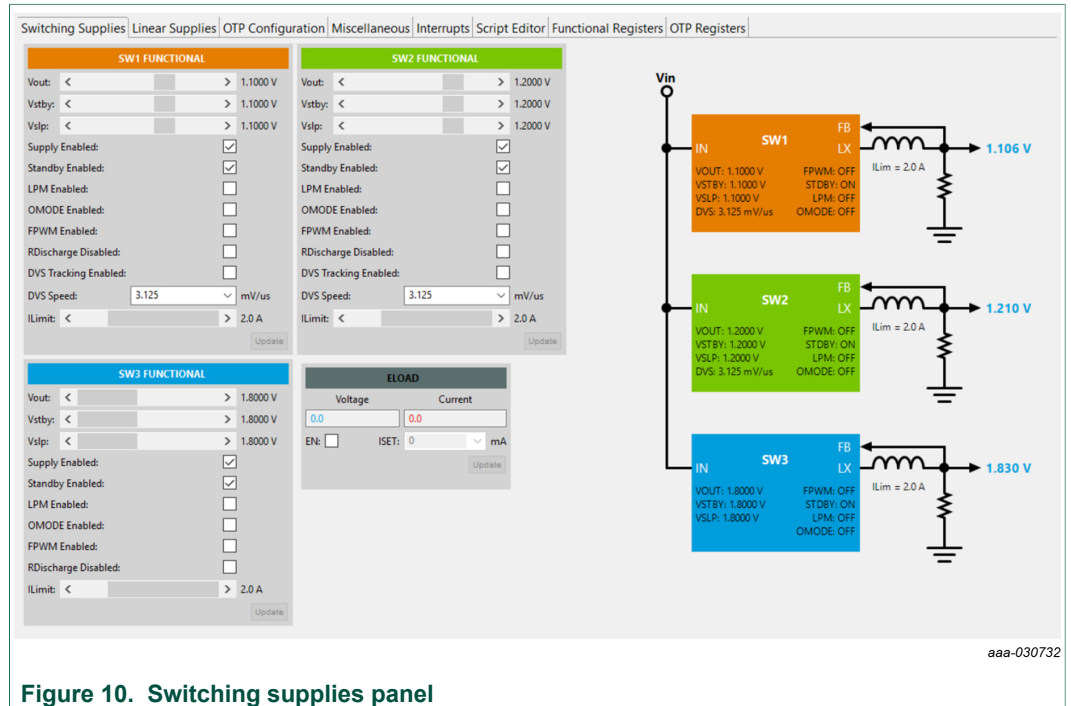 Switching Supplies Linear Supplies OTP Configuration Miscellaneous Interrupts Script Editor Functional Registers OTP Registers
SW1 FUNCTIONAL
Vout: < > 1.1000 V
Vstby: < > 1.1000 V
Vslp: < > 1.1000 V
Supply Enabled:
Standby Enabled:
LPM Enabled:
OMODE Enabled:
FPWM Enabled:
RDischarge Disabled:
DVS Tracking Enabled:
DVS Speed: 3.125 mV/us
ILimit: < > 2.0 A
Update
SW2 FUNCTIONAL
Vout: < > 1.2000 V
Vstby: < > 1.2000 V
Vslp: < > 1.2000 V
Supply Enabled:
Standby Enabled:
LPM Enabled:
OMODE Enabled:
FPWM Enabled:
RDischarge Disabled:
DVS Tracking Enabled:
DVS Speed: 3.125 mV/us
ILimit: < > 2.0 A
Update
SW3 FUNCTIONAL
Vout: < > 1.8000 V
Vstby: < > 1.8000 V
Vslp: < > 1.8000 V
Supply Enabled:
Standby Enabled:
LPM Enabled:
OMODE Enabled:
FPWM Enabled:
RDischarge Disabled:
ILimit: < > 2.0 A
Update
ELOAD
Voltage Current
0.0 0.0
EN: ISET: 0 mA
Update
Vin
SW1 FB
IN LX
1.106 V
ILim = 2.0 A
VOUT: 1.1000 V FPWM: OFF
VSTBY: 1.1000 V STDBY: ON
VSLP: 1.1000 V LPM: OFF
DVS: 3.125 mV/us OMODE: OFF
SW2 FB
IN LX
1.210 V
ILim = 2.0 A
VOUT: 1.2000 V FPWM: OFF
VSTBY: 1.2000 V STDBY: ON
VSLP: 1.2000 V LPM: OFF
DVS: 3.125 mV/us OMODE: OFF
SW3 FB
IN LX
1.830 V
ILim = 2.0 A
VOUT: 1.8000 V FPWM: OFF
VSTBY: 1.8000 V STDBY: ON
VSLP: 1.8000 V LPM: OFF
OMODE: OFF
aaa-030732
Figure 10. Switching supplies panel